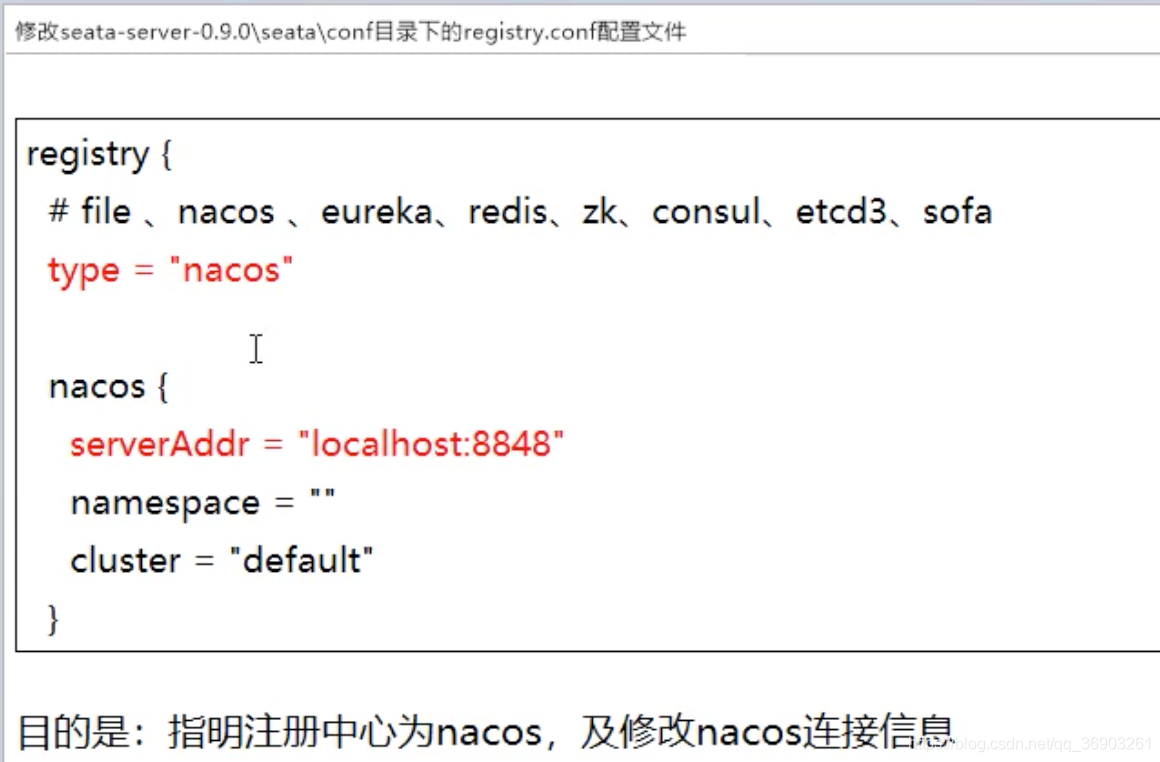 修改seata-server-0.9.0\seata\conf目录下的registry.conf配置文件
registry {
# file 、nacos 、eureka、redis、zk、consul、etcd3、sofa
type = "nacos"
nacos {
serverAddr = "localhost:8848"
namespace = ""
cluster = "default"
}
目的是：指明注册中心为nacos，及修改nacos连接信息
https://blog.csdn.net/qq_36903261